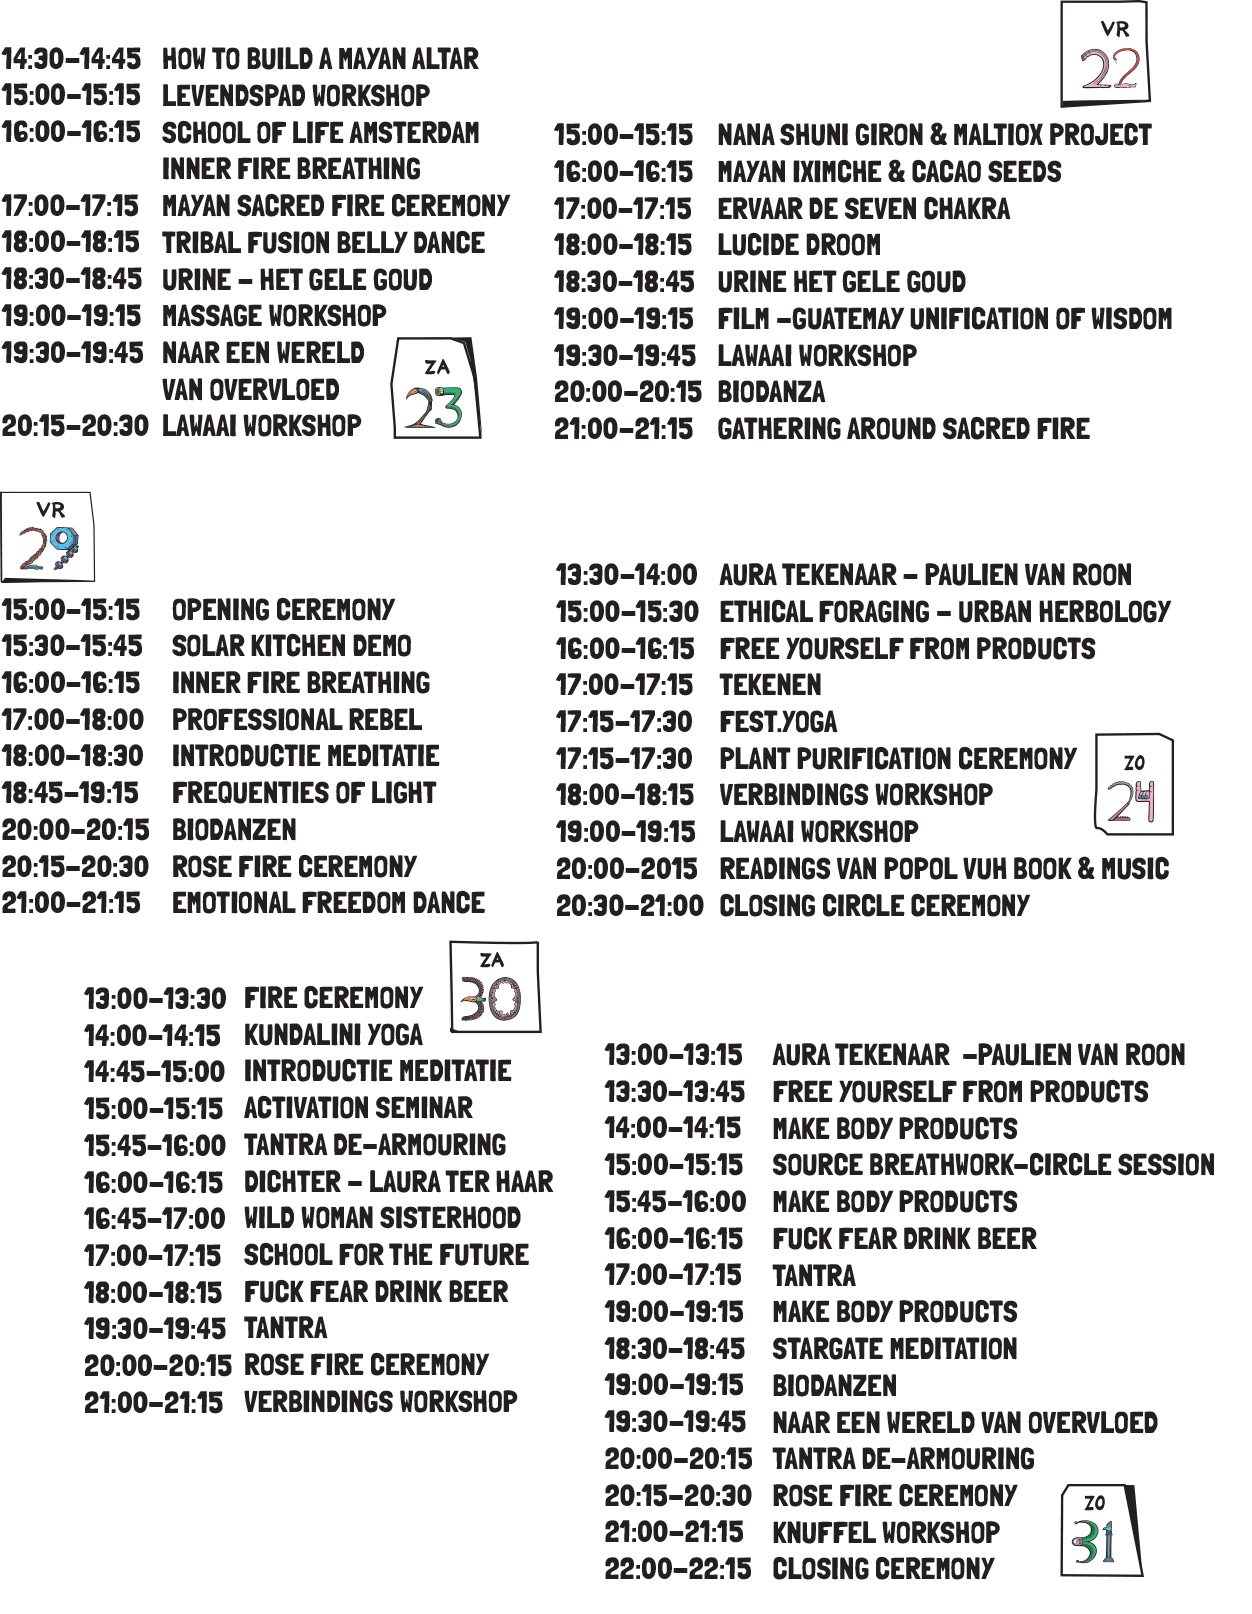 14:30–14:45 HOW TO BUILD A MAYAN ALTAR
15:00–15:15 LEVENDSPAD WORKSHOP
16:00–16:15 SCHOOL OF LIFE AMSTERDAM
INNER FIRE BREATHING
17:00–17:15 MAYAN SACRED FIRE CEREMONY
18:00–18:15 TRIBAL FUSION BELLY DANCE
18:30–18:45 URINE – HET GELE GOUD
19:00–19:15 MASSAGE WORKSHOP
19:30–19:45 NAAR EEN WERELD
VAN OVERVLOED
20:15–20:30 LAWAAI WORKSHOP
ZA
23
VR
22
15:00–15:15 NANA SHUNI GIRON & MALTIOX PROJECT
16:00–16:15 MAYAN IXIMCHE & CACAO SEEDS
17:00–17:15 ERVAAR DE SEVEN CHAKRA
18:00–18:15 LUCIDE DROOM
18:30–18:45 URINE HET GELE GOUD
19:00–19:15 FILM –GUATEMAY UNIFICATION OF WISDOM
19:30–19:45 LAWAAI WORKSHOP
20:00–20:15 BIODANZA
21:00–21:15 GATHERING AROUND SACRED FIRE
VR
29
15:00–15:15 OPENING CEREMONY
15:30–15:45 SOLAR KITCHEN DEMO
16:00–16:15 INNER FIRE BREATHING
17:00–18:00 PROFESSIONAL REBEL
18:00–18:30 INTRODUCTIE MEDITATIE
18:45–19:15 FREQUENTIES OF LIGHT
20:00–20:15 BIODANZEN
20:15–20:30 ROSE FIRE CEREMONY
21:00–21:15 EMOTIONAL FREEDOM DANCE
13:30–14:00 AURA TEKENAAR – PAULIEN VAN ROON
15:00–15:30 ETHICAL FORAGING – URBAN HERBOLOGY
16:00–16:15 FREE YOURSELF FROM PRODUCTS
17:00–17:15 TEKENEN
17:15–17:30 FEST.YOGA
17:15–17:30 PLANT PURIFICATION CEREMONY
18:00–18:15 VERBINDINGS WORKSHOP
19:00–19:15 LAWAAI WORKSHOP
20:00–2015 READINGS VAN POPOL VUH BOOK & MUSIC
20:30–21:00 CLOSING CIRCLE CEREMONY
ZO
24
ZA
30
13:00–13:30 FIRE CEREMONY
14:00–14:15 KUNDALINI YOGA
14:45–15:00 INTRODUCTIE MEDITATIE
15:00–15:15 ACTIVATION SEMINAR
15:45–16:00 TANTRA DE–ARMOURING
16:00–16:15 DICHTER – LAURA TER HAAR
16:45–17:00 WILD WOMAN SISTERHOOD
17:00–17:15 SCHOOL FOR THE FUTURE
18:00–18:15 FUCK FEAR DRINK BEER
19:30–19:45 TANTRA
20:00–20:15 ROSE FIRE CEREMONY
21:00–21:15 VERBINDINGS WORKSHOP
13:00–13:15 AURA TEKENAAR –PAULIEN VAN ROON
13:30–13:45 FREE YOURSELF FROM PRODUCTS
14:00–14:15 MAKE BODY PRODUCTS
15:00–15:15 SOURCE BREATHWORK–CIRCLE SESSION
15:45–16:00 MAKE BODY PRODUCTS
16:00–16:15 FUCK FEAR DRINK BEER
17:00–17:15 TANTRA
19:00–19:15 MAKE BODY PRODUCTS
18:30–18:45 STARGATE MEDITATION
19:00–19:15 BIODANZEN
19:30–19:45 NAAR EEN WERELD VAN OVERVLOED
20:00–20:15 TANTRA DE–ARMOURING
20:15–20:30 ROSE FIRE CEREMONY
21:00–21:15 KNUFFEL WORKSHOP
22:00–22:15 CLOSING CEREMONY
ZO
31